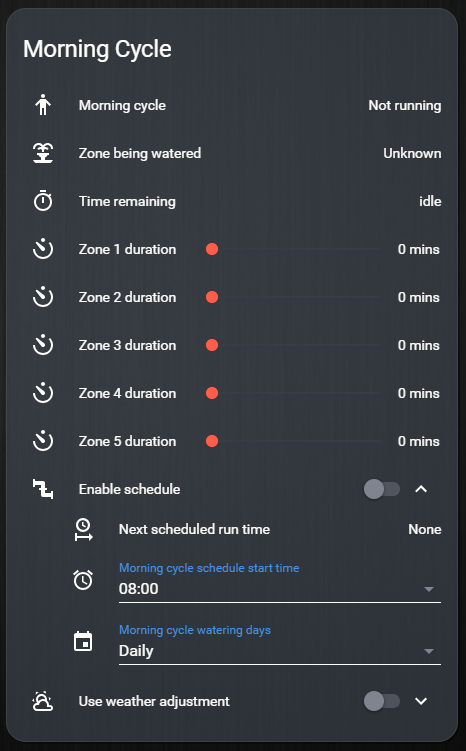 Morning Cycle
Morning cycle Not running
Zone being watered Unknown
Time remaining idle
Zone 1 duration 0 mins
Zone 2 duration 0 mins
Zone 3 duration 0 mins
Zone 4 duration 0 mins
Zone 5 duration 0 mins
Enable schedule
Next scheduled run time None
Morning cycle schedule start time
08:00
Morning cycle watering days
Daily
Use weather adjustment